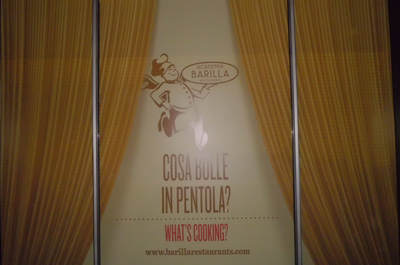 ACADEMIA
BARILLA
COSA BOLLE
IN PENTOLA?
WHAT'S COOKING?
www.barillarestaurants.com